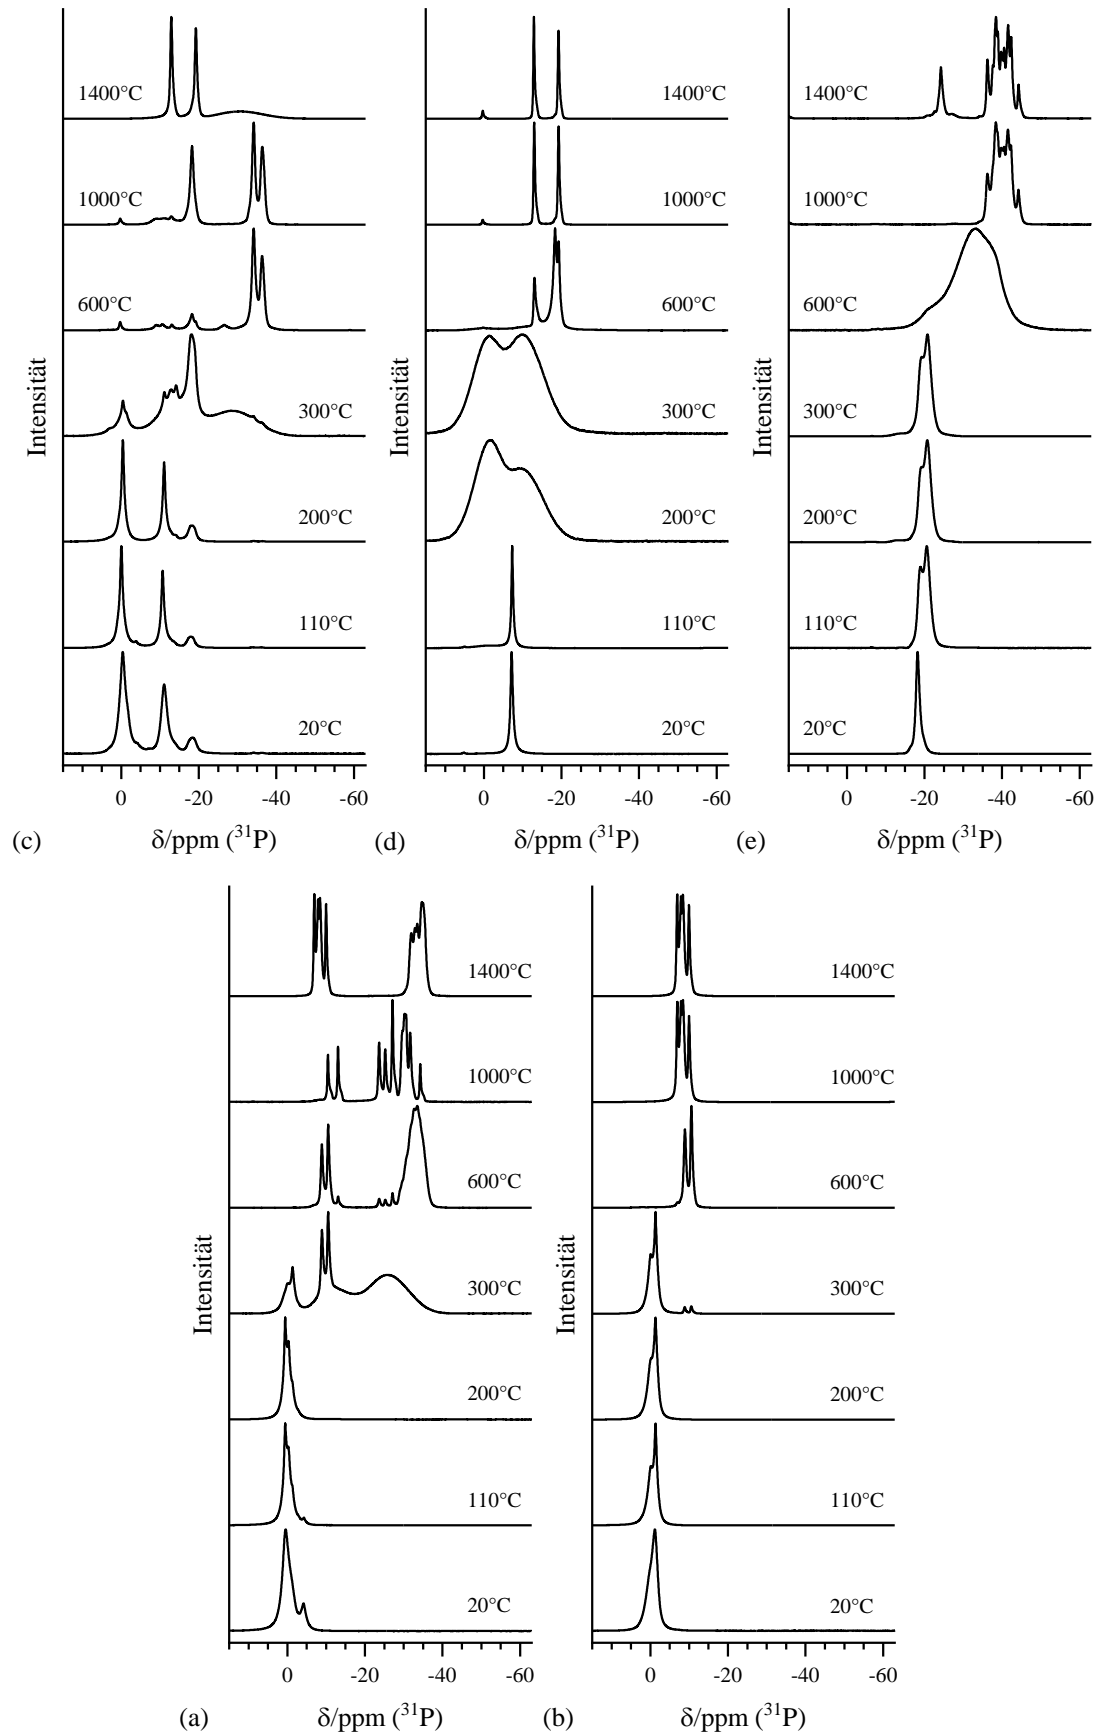 1400°C
1000°C
600°C
300°C
200°C
110°C
20°C
Intensität
0 -20 -40 -60
(c) δ/ppm (³¹P)
1400°C
1000°C
600°C
300°C
200°C
110°C
20°C
Intensität
0 -20 -40 -60
(d) δ/ppm (³¹P)
1400°C
1000°C
600°C
300°C
200°C
110°C
20°C
Intensität
0 -20 -40 -60
(e) δ/ppm (³¹P)
1400°C
1000°C
600°C
300°C
200°C
110°C
20°C
Intensität
0 -20 -40 -60
(a) δ/ppm (³¹P)
1400°C
1000°C
600°C
300°C
200°C
110°C
20°C
Intensität
0 -20 -40 -60
(b) δ/ppm (³¹P)